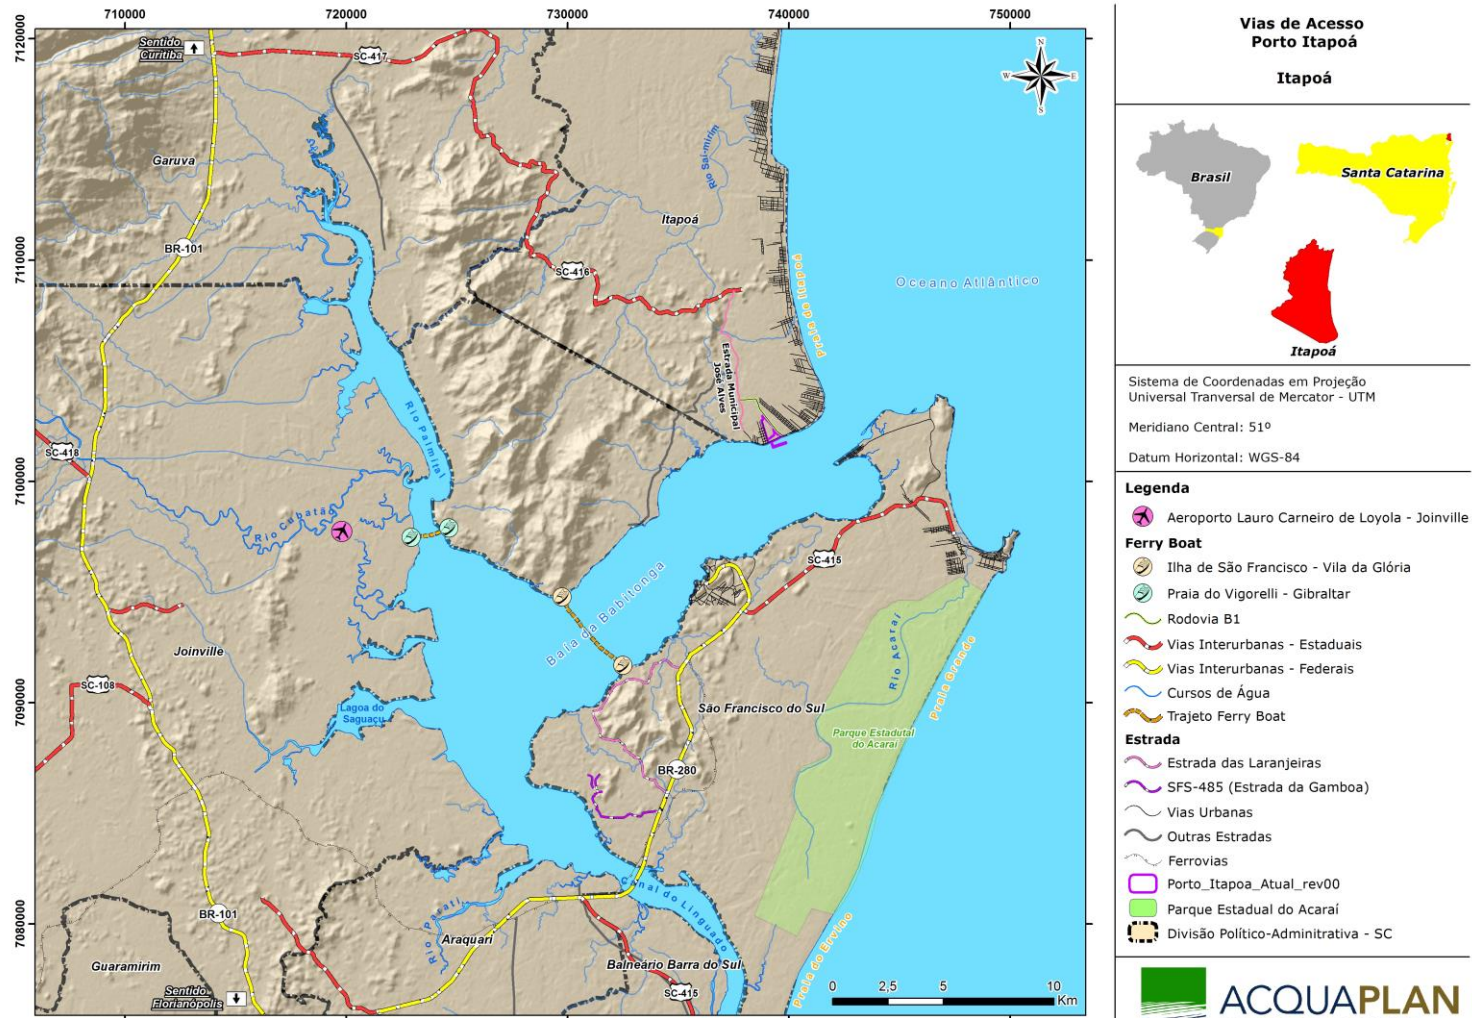 710000
720000
730000
740000
750000
7120000
7110000
7100000
7090000
7080000
Sentido
Curitiba
SC-417
Garuva
BR-101
Rio Saí-mirim
Itapoá
SC-416
Praia de Itapoá
Oceano Atlântico
Estrada Municipal
José Alves
Rio Palmital
SC-418
Rio Cubatão
SC-415
Baía da Babitonga
Rio Acaraí
Praia Grande
Joinville
SC-108
Lagoa do
Saguaçu
São Francisco do Sul
Parque Estadutal
do Acaraí
BR-280
Canal do Linguado
BR-101
Rio Parati
Araquari
Guaramirim
Balneário Barra do Sul
SC-415
Praia do Ervino
Sentido
Florianópolis
0 2,5 5 10
Km
Vias de Acesso
Porto Itapoá
Itapoá
Brasil
Santa Catarina
Itapoá
Sistema de Coordenadas em Projeção
Universal Tranversal de Mercator - UTM
Meridiano Central: 51º
Datum Horizontal: WGS-84
Legenda
Aeroporto Lauro Carneiro de Loyola - Joinville
Ferry Boat
Ilha de São Francisco - Vila da Glória
Praia do Vigorelli - Gibraltar
Rodovia B1
Vias Interurbanas - Estaduais
Vias Interurbanas - Federais
Cursos de Água
Trajeto Ferry Boat
Estrada
Estrada das Laranjeiras
SFS-485 (Estrada da Gamboa)
Vias Urbanas
Outras Estradas
Ferrovias
Porto_Itapoa_Atual_rev00
Parque Estadual do Acaraí
Divisão Político-Adminitrativa - SC
ACQUAPLAN
N
W
E
S